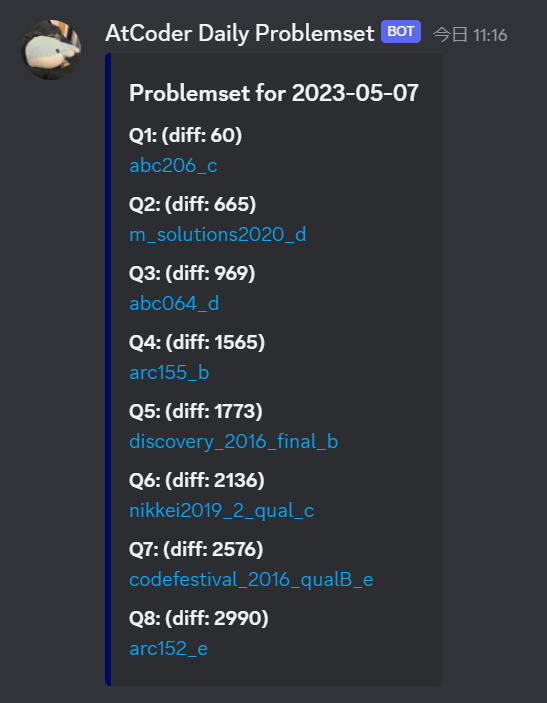 AtCoder Daily Problemset BOT 今日 11:16
Problemset for 2023-05-07
Q1: (diff: 60)
abc206_c
Q2: (diff: 665)
m_solutions2020_d
Q3: (diff: 969)
abc064_d
Q4: (diff: 1565)
arc155_b
Q5: (diff: 1773)
discovery_2016_final_b
Q6: (diff: 2136)
nikkei2019_2_qual_c
Q7: (diff: 2576)
codefestival_2016_qualB_e
Q8: (diff: 2990)
arc152_e